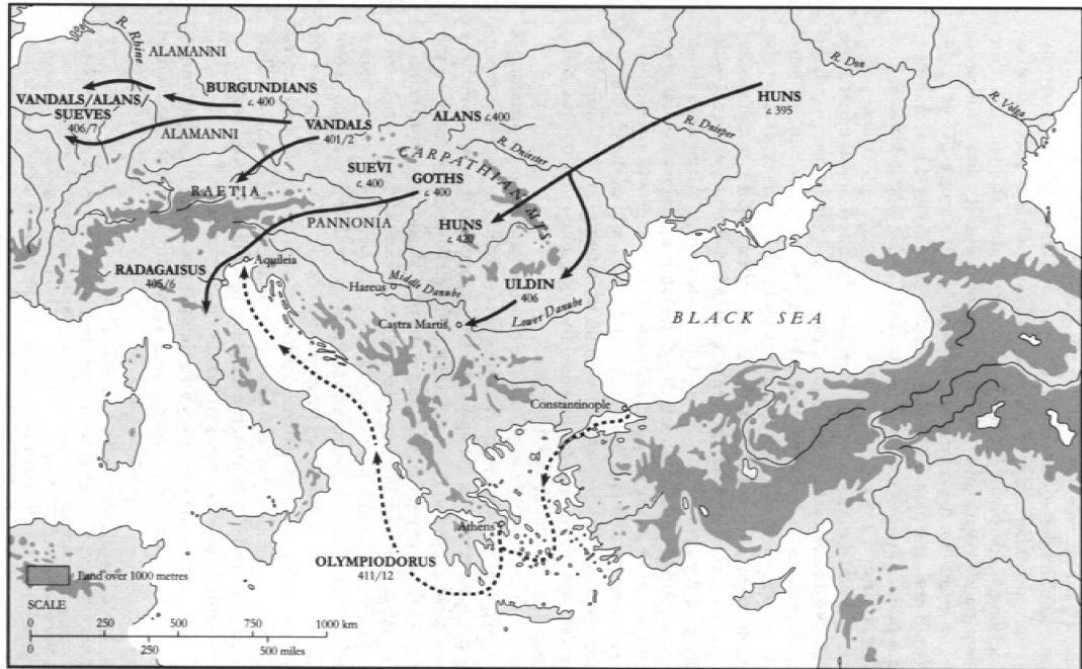 R. Rhine
ALAMANNI
BURGUNDIANS
c. 400
VANDALS/ALANS/
SUEVES
406/7
ALAMANNI
VANDALS
401/2
ALANS c.400
HUNS
c. 395
R. Don
R. Volga
R. Dnieper
R. Dniester
CARPATHIAN MTS
SUEVI
c. 400
GOTHS
c. 400
RAETIA
PANNONIA
HUNS
c. 420
RADAGAISUS
405/6
Aquileia
Hareus
Middle Danube
ULDIN
406
Lower Danube
Castra Martis
BLACK SEA
Constantinople
Athens
OLYMPIODORUS
411/12
Land over 1000 metres
SCALE
0 250 500 750 1000 km
0 250 500 miles